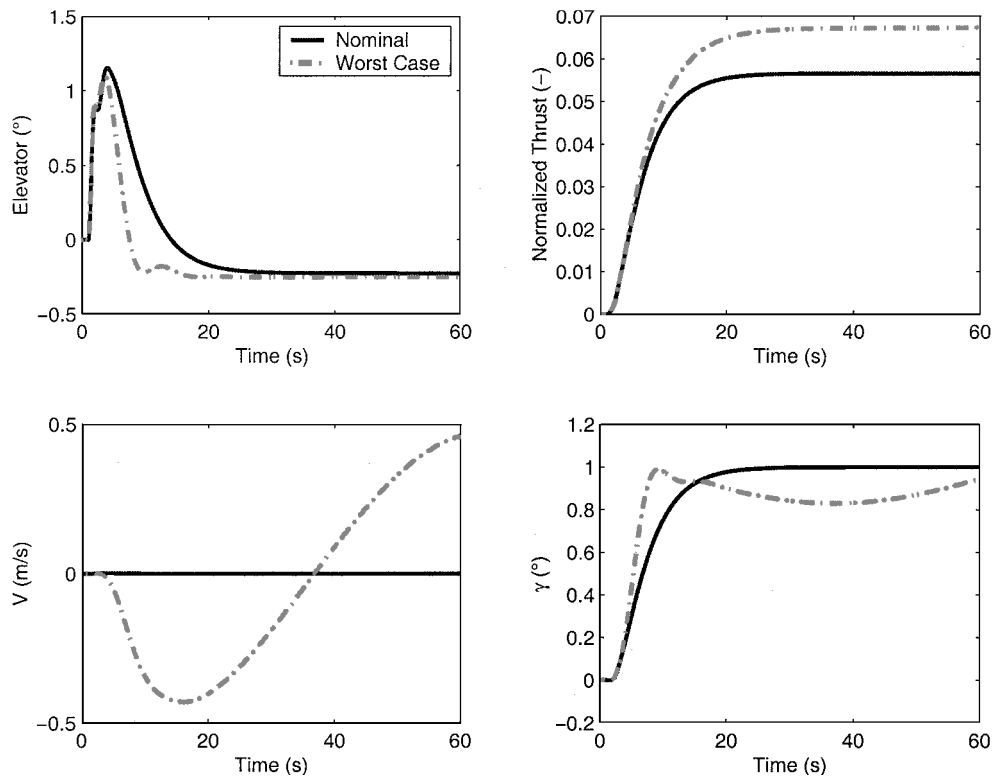 1.5
1
0.5
0
−0.5
Elevator (°)
Nominal
Worst Case
0 20 40 60
Time (s)
0.07
0.06
0.05
0.04
0.03
0.02
0.01
0
Normalized Thrust (−)
0 20 40 60
Time (s)
0.5
0
−0.5
V (m/s)
0 20 40 60
Time (s)
1.2
1
0.8
0.6
0.4
0.2
0
−0.2
γ (°)
0 20 40 60
Time (s)